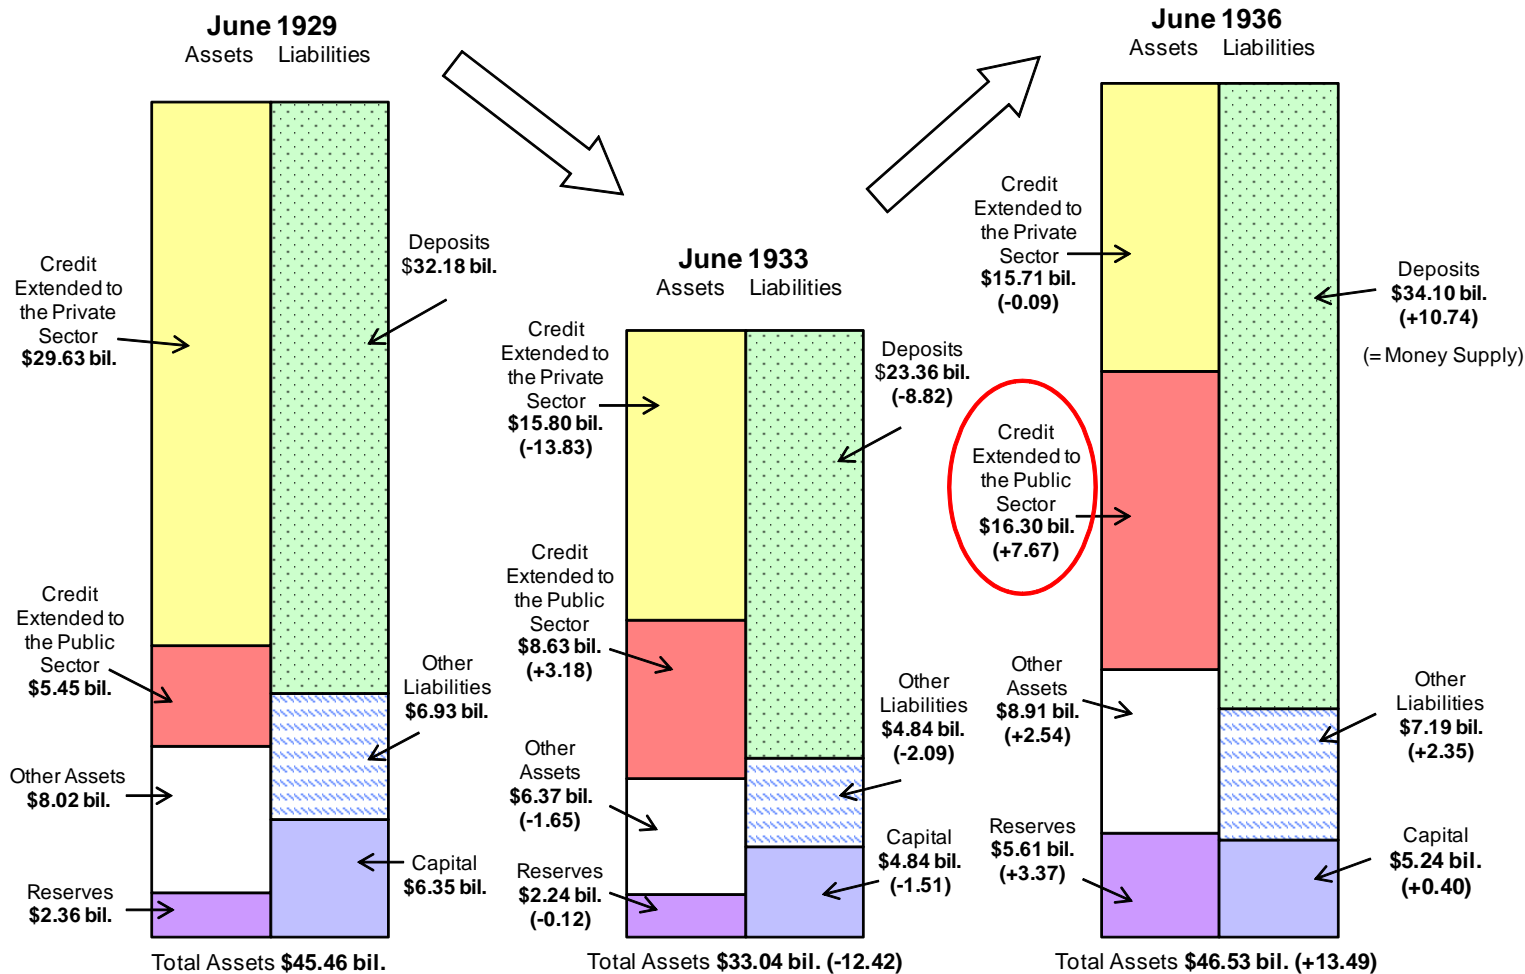 June 1929
Assets Liabilities
Credit
Extended to
the Private
Sector
$29.63 bil.
Credit
Extended to
the Public
Sector
$5.45 bil.
Other Assets
$8.02 bil.
Reserves
$2.36 bil.
Deposits
$32.18 bil.
Other
Liabilities
$6.93 bil.
Capital
$6.35 bil.
Total Assets $45.46 bil.
June 1933
Assets Liabilities
Credit
Extended to
the Private
Sector
$15.80 bil.
(-13.83)
Credit
Extended to
the Public
Sector
$8.63 bil.
(+3.18)
Other
Assets
$6.37 bil.
(-1.65)
Reserves
$2.24 bil.
(-0.12)
Deposits
$23.36 bil.
(-8.82)
Other
Liabilities
$4.84 bil.
(-2.09)
Capital
$4.84 bil.
(-1.51)
Total Assets $33.04 bil. (-12.42)
June 1936
Assets Liabilities
Credit
Extended to
the Private
Sector
$15.71 bil.
(-0.09)
Credit
Extended to
the Public
Sector
$16.30 bil.
(+7.67)
Other
Assets
$8.91 bil.
(+2.54)
Reserves
$5.61 bil.
(+3.37)
Deposits
$34.10 bil.
(+10.74)
(= Money Supply)
Other
Liabilities
$7.19 bil.
(+2.35)
Capital
$5.24 bil.
(+0.40)
Total Assets $46.53 bil. (+13.49)